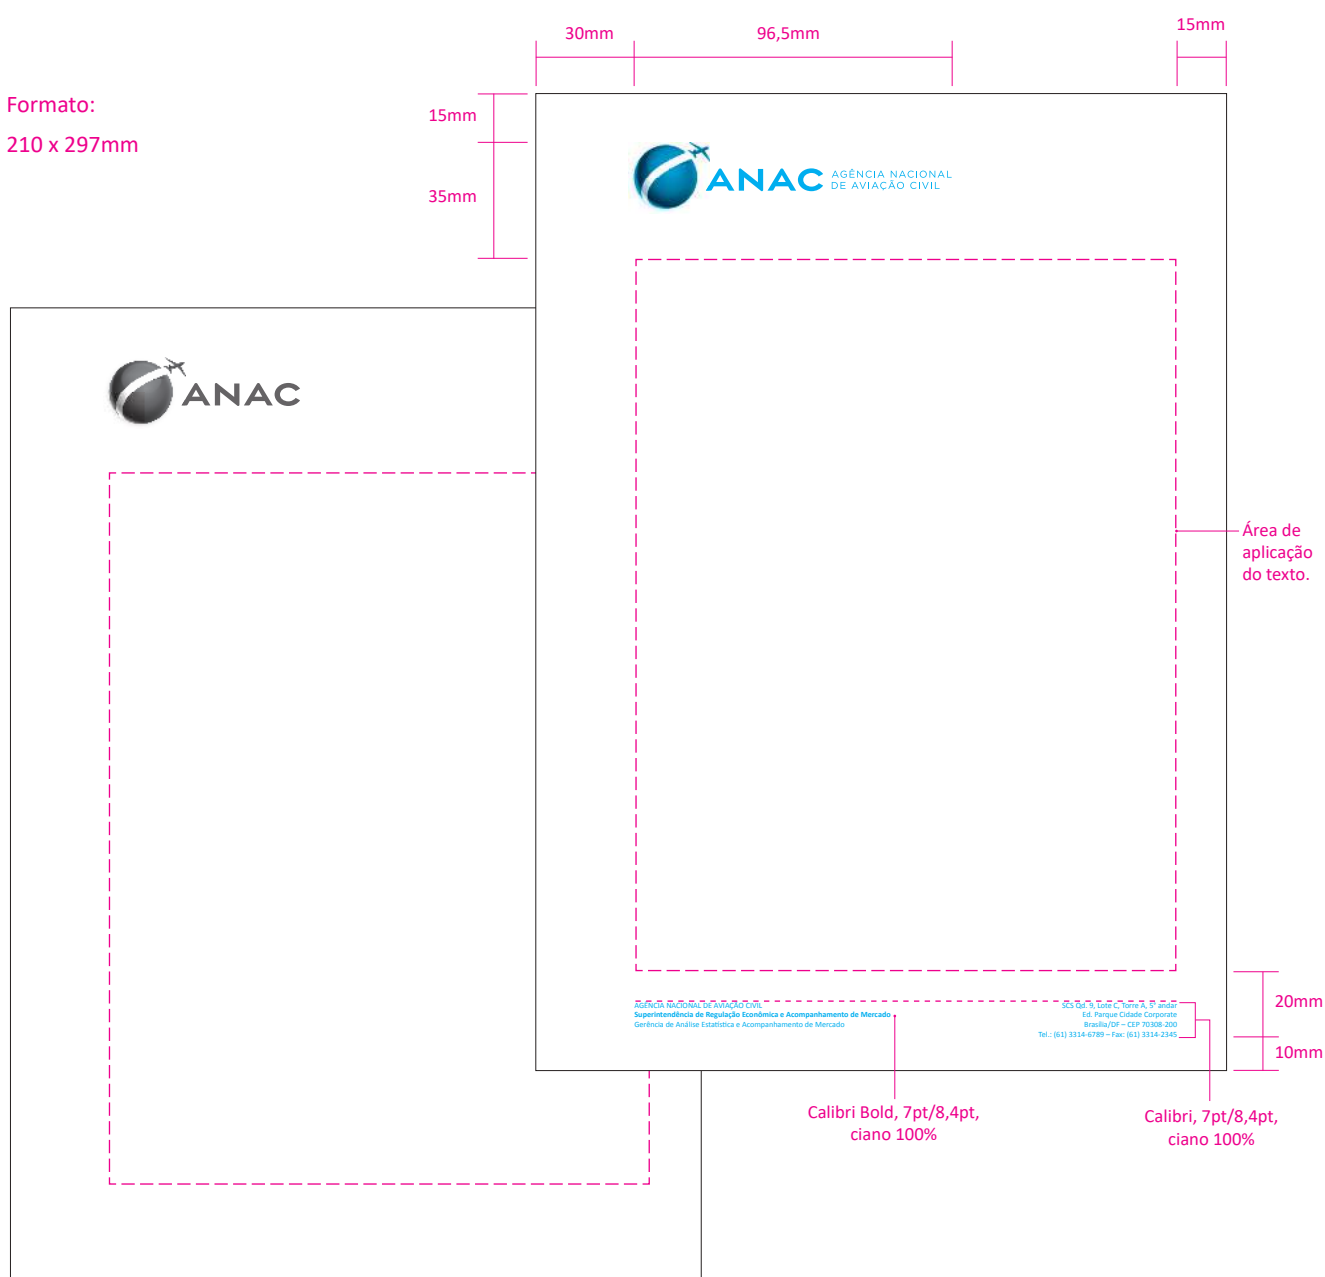 30mm
96,5mm
15mm
Formato:
210 x 297mm
15mm
35mm
ANAC
AGÊNCIA NACIONAL
DE AVIAÇÃO CIVIL
ANAC
Área de
aplicação
do texto.
AGÊNCIA NACIONAL DE AVIAÇÃO CIVIL
Superintendência de Regulação Econômica e Acompanhamento de Mercado
Gerência de Análise Estatística e Acompanhamento de Mercado
SCS Qd. 9, Lote C, Torre A, 5° andar
Ed. Parque Cidade Corporate
Brasília/DF – CEP 70308-200
Tel.: (61) 3314-6789 – Fax: (61) 3314-2345
20mm
10mm
Calibri Bold, 7pt/8,4pt,
ciano 100%
Calibri, 7pt/8,4pt,
ciano 100%